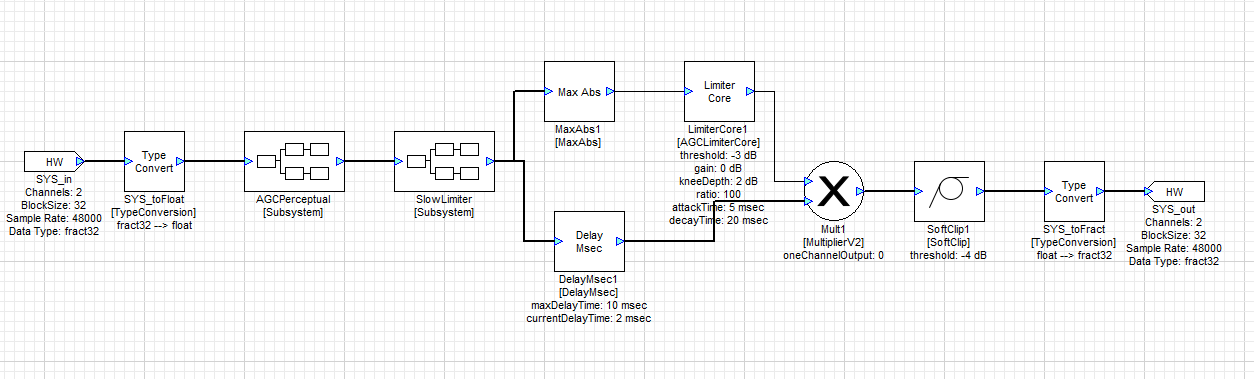 HW
SYS_in
Channels: 2
BlockSize: 32
Sample Rate: 48000
Data Type: fract32
Type
Convert
SYS_toFloat
[TypeConversion]
fract32 --> float
AGCPerceptual
[Subsystem]
SlowLimiter
[Subsystem]
Max Abs
MaxAbs1
[MaxAbs]
Delay
Msec
DelayMsec1
[DelayMsec]
maxDelayTime: 10 msec
currentDelayTime: 2 msec
Limiter
Core
LimiterCore1
[AGCLimiterCore]
threshold: -3 dB
gain: 0 dB
kneeDepth: 2 dB
ratio: 100
attackTime: 5 msec
decayTime: 20 msec
X
Mult1
[MultiplierV2]
oneChannelOutput: 0
SoftClip1
[SoftClip]
threshold: -4 dB
Type
Convert
SYS_toFract
[TypeConversion]
float --> fract32
HW
SYS_out
Channels: 2
BlockSize: 32
Sample Rate: 48000
Data Type: fract32